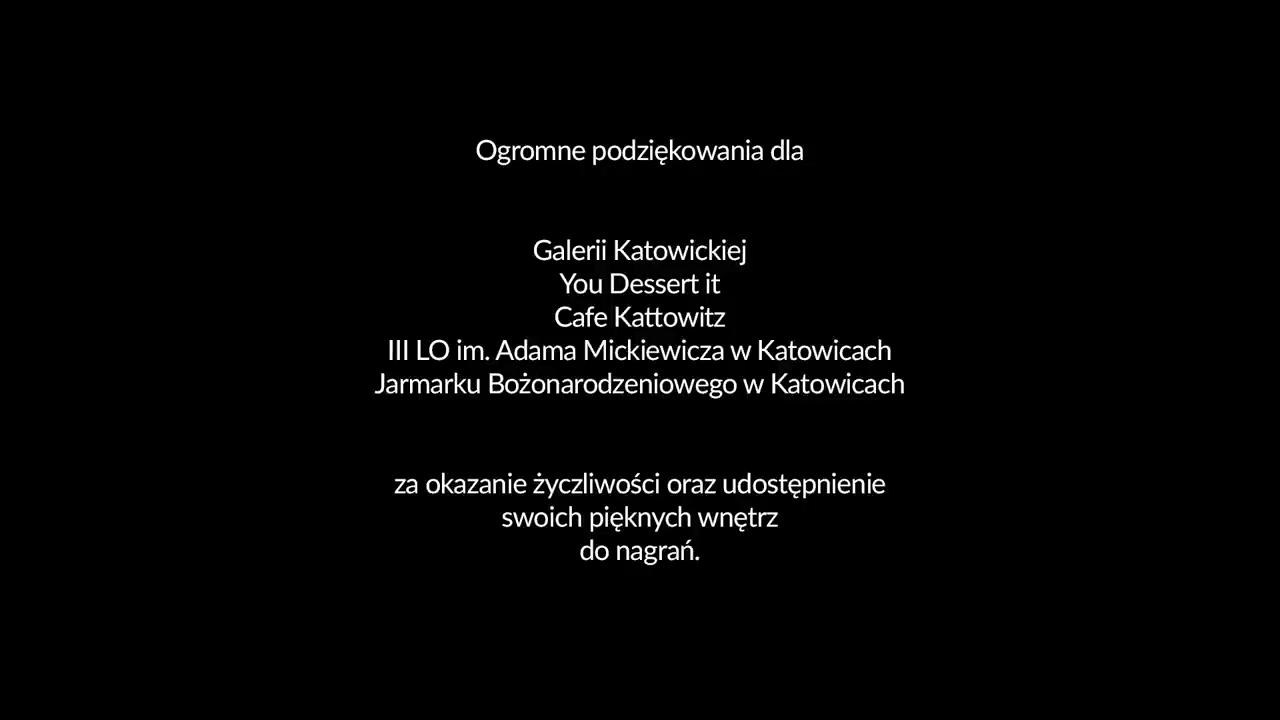 Ogromne podziękowania dla
Galerii Katowickiej
You Dessert it
Cafe Kattowitz
III LO im. Adama Mickiewicza w Katowicach
Jarmarku Bożonarodzeniowego w Katowicach
za okazanie życzliwości oraz udostępnienie
swoich pięknych wnętrz
do nagrań.